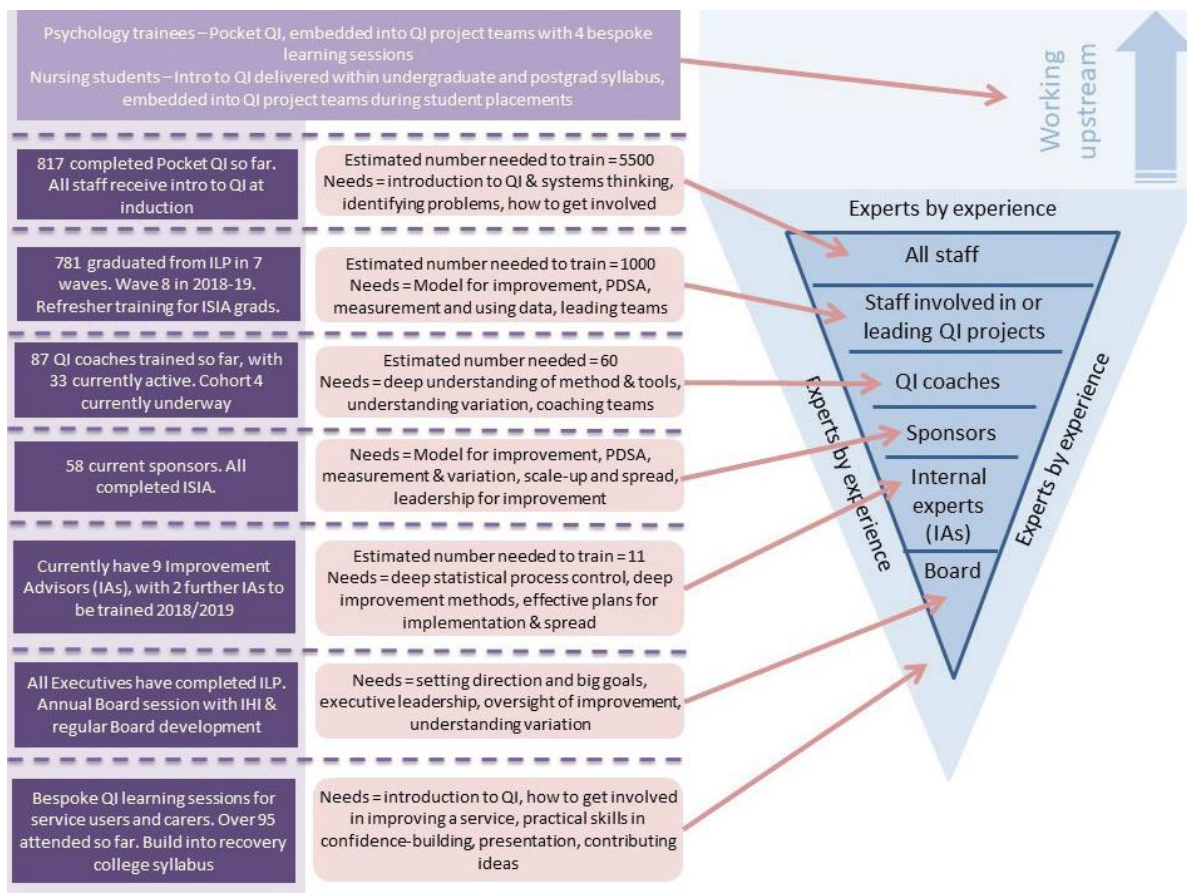 Psychology trainees – Pocket QI, embedded into QI project teams with 4 bespoke
learning sessions
Nursing students – Intro to QI delivered within undergraduate and postgrad syllabus,
embedded into QI project teams during student placements
Working
upstream
817 completed Pocket QI so far.
All staff receive intro to QI at
induction
Estimated number needed to train = 5500
Needs = introduction to QI & systems thinking,
identifying problems, how to get involved
781 graduated from ILP in 7
waves. Wave 8 in 2018-19.
Refresher training for ISIA grads.
Estimated number needed to train = 1000
Needs = Model for improvement, PDSA,
measurement and using data, leading teams
87 QI coaches trained so far, with
33 currently active. Cohort 4
currently underway
Estimated number needed = 60
Needs = deep understanding of method & tools,
understanding variation, coaching teams
58 current sponsors. All
completed ISIA.
Needs = Model for improvement, PDSA,
measurement & variation, scale-up and spread,
leadership for improvement
Currently have 9 Improvement
Advisors (IAs), with 2 further IAs to
be trained 2018/2019
Estimated number needed to train = 11
Needs = deep statistical process control, deep
improvement methods, effective plans for
implementation & spread
All Executives have completed ILP.
Annual Board session with IHI &
regular Board development
Needs = setting direction and big goals,
executive leadership, oversight of improvement,
understanding variation
Bespoke QI learning sessions for
service users and carers. Over 95
attended so far. Build into recovery
college syllabus
Needs = introduction to QI, how to get involved
in improving a service, practical skills in
confidence-building, presentation, contributing
ideas
Experts by experience
All staff
Staff involved in or
leading QI projects
QI coaches
Sponsors
Internal
experts
(IAs)
Board
Experts by experience
Experts by experience